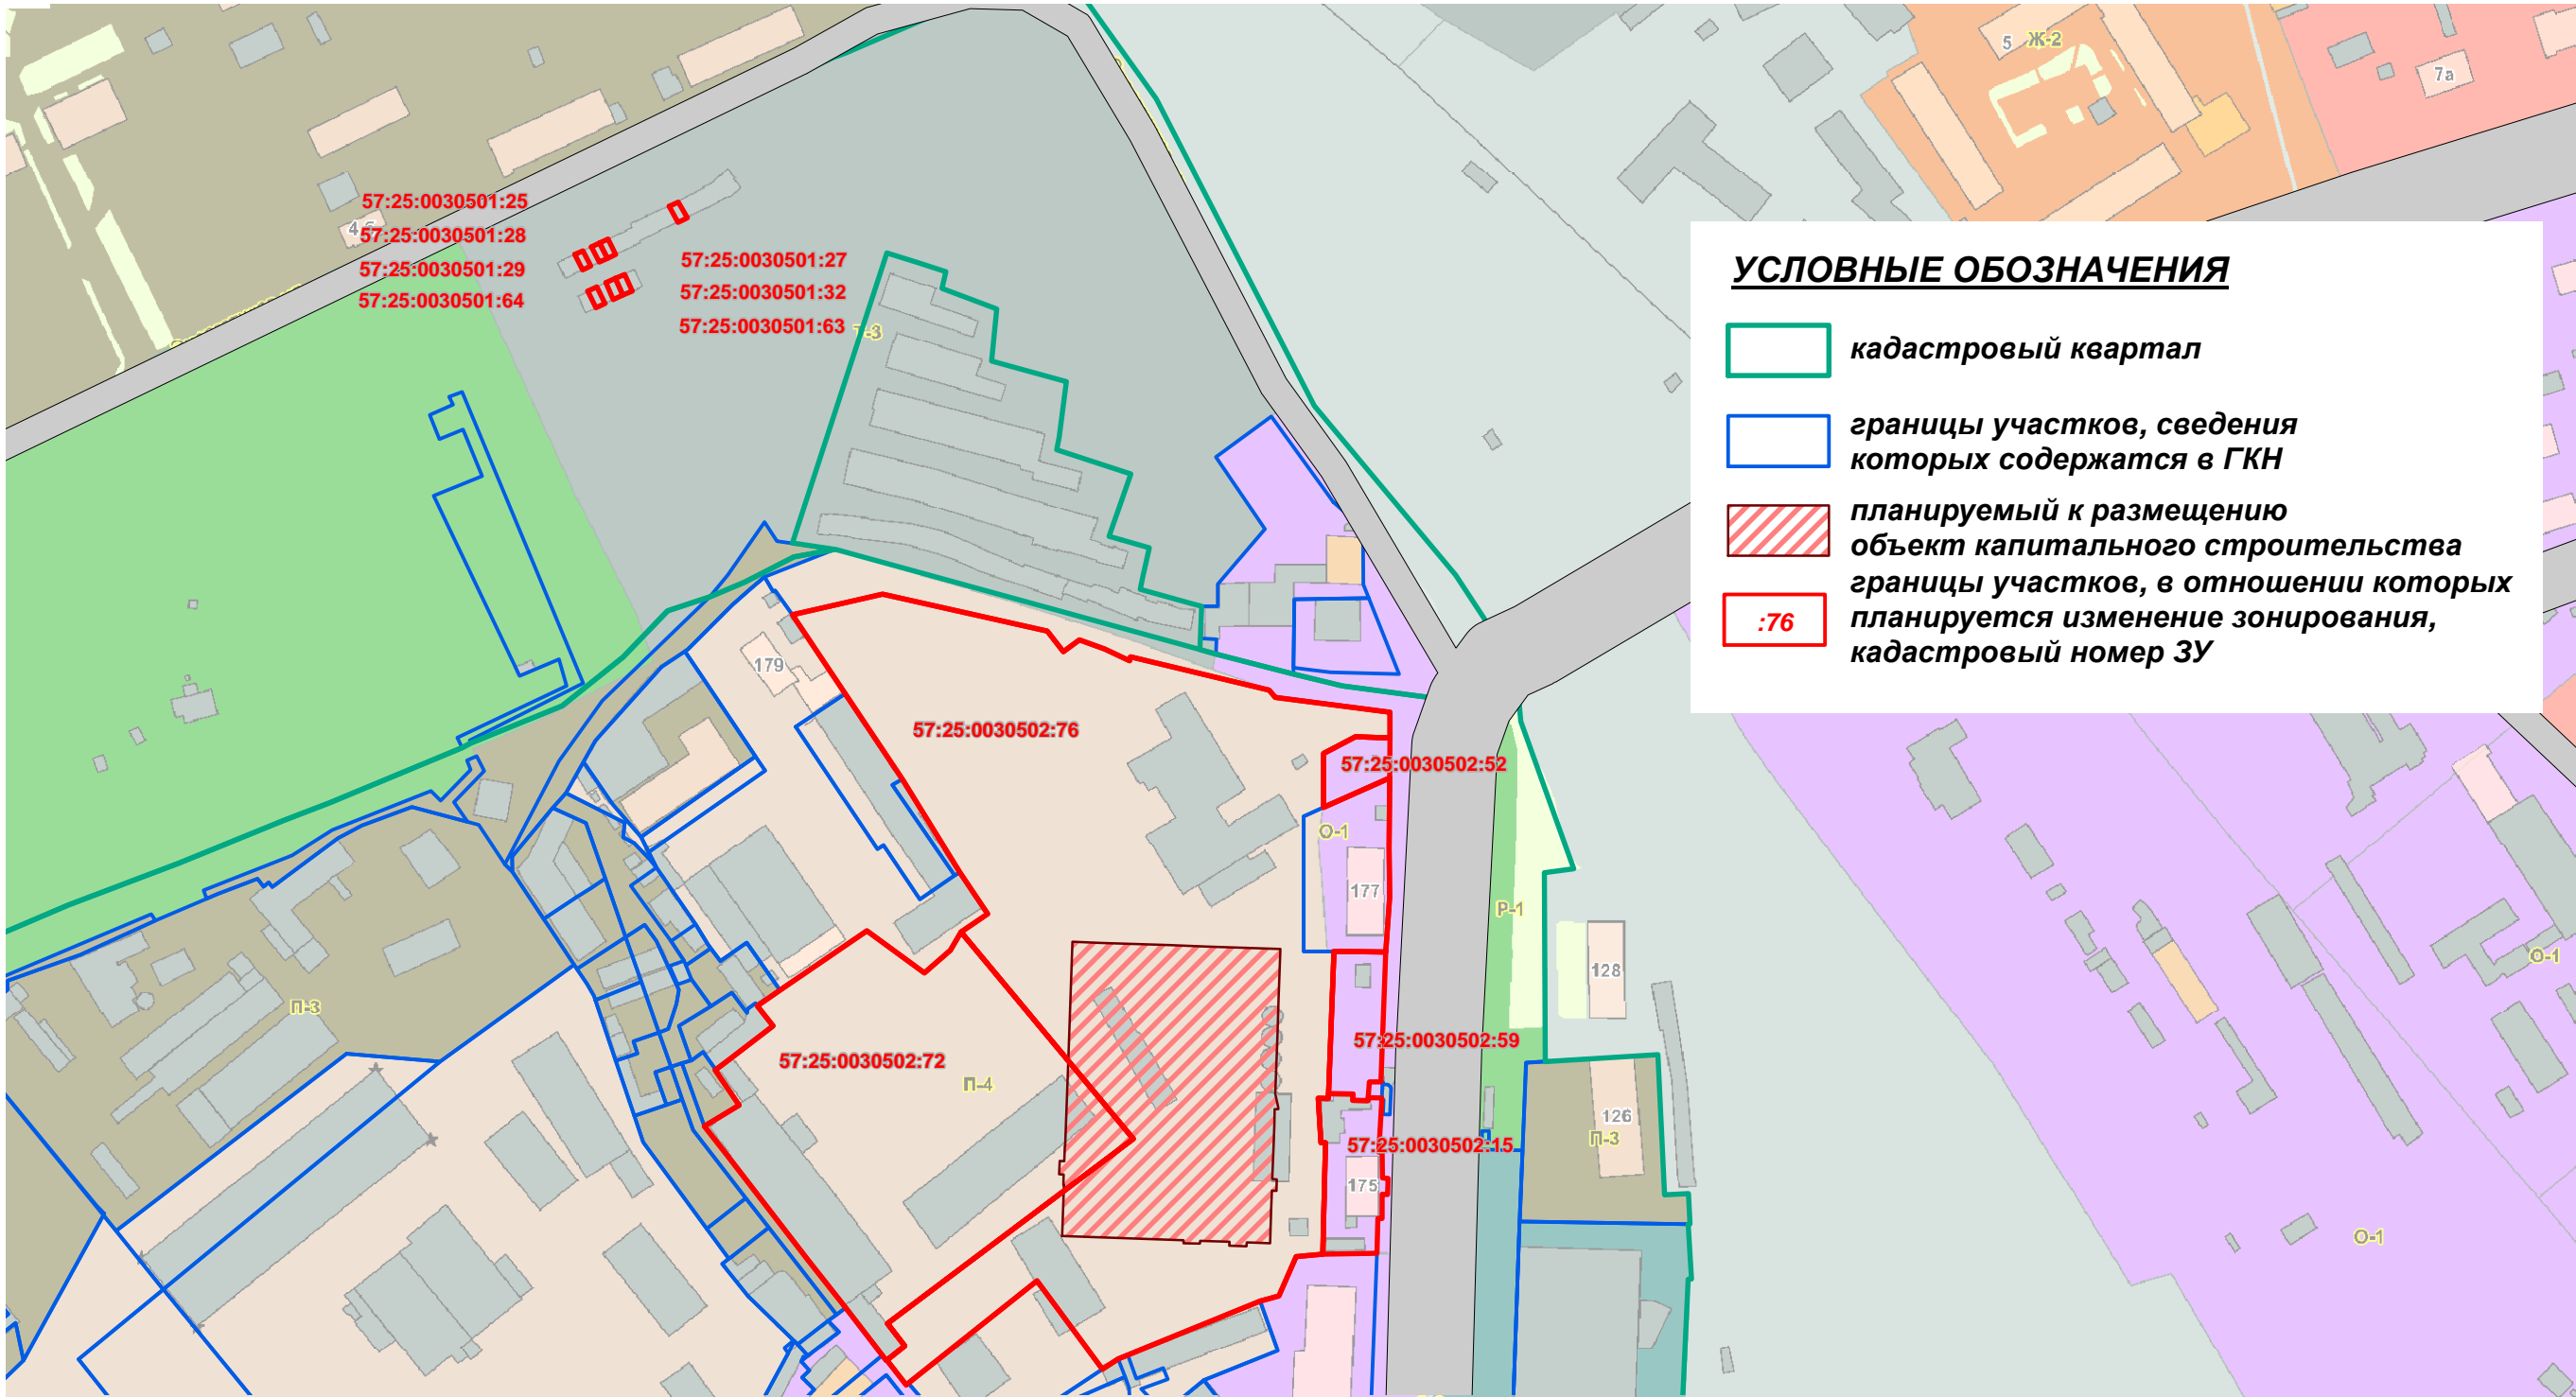 5
Ж-2
7а
57:25:0030501:25
57:25:0030501:28
57:25:0030501:29
57:25:0030501:64
57:25:0030501:27
57:25:0030501:32
57:25:0030501:63
Т-3
УСЛОВНЫЕ ОБОЗНАЧЕНИЯ
кадастровый квартал
границы участков, сведения
которых содержатся в ГКН
планируемый к размещению
объект капитального строительства
:76
границы участков, в отношении которых
планируется изменение зонирования,
кадастровый номер ЗУ
179
57:25:0030502:76
57:25:0030502:52
О-1
177
Р-1
128
О-1
П-3
57:25:0030502:59
57:25:0030502:72
П-4
126
П-3
57:25:0030502:15
175
О-1